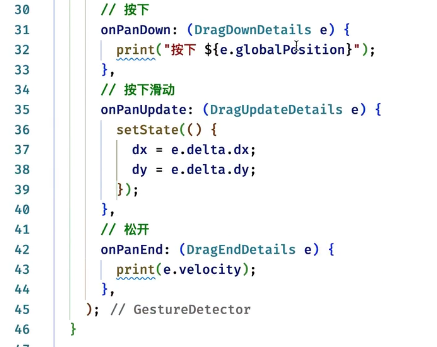 30 // 按下
31 onPanDown: (DragDownDetails e) {
32 print("按下 ${e.globalPosition}");
33 },
34 // 按下滑动
35 onPanUpdate: (DragUpdateDetails e) {
36 setState(() {
37 dx = e.delta.dx;
38 dy = e.delta.dy;
39 });
40 },
41 // 松开
42 onPanEnd: (DragEndDetails e) {
43 print(e.velocity);
44 },
45 ); // GestureDetector
46 }